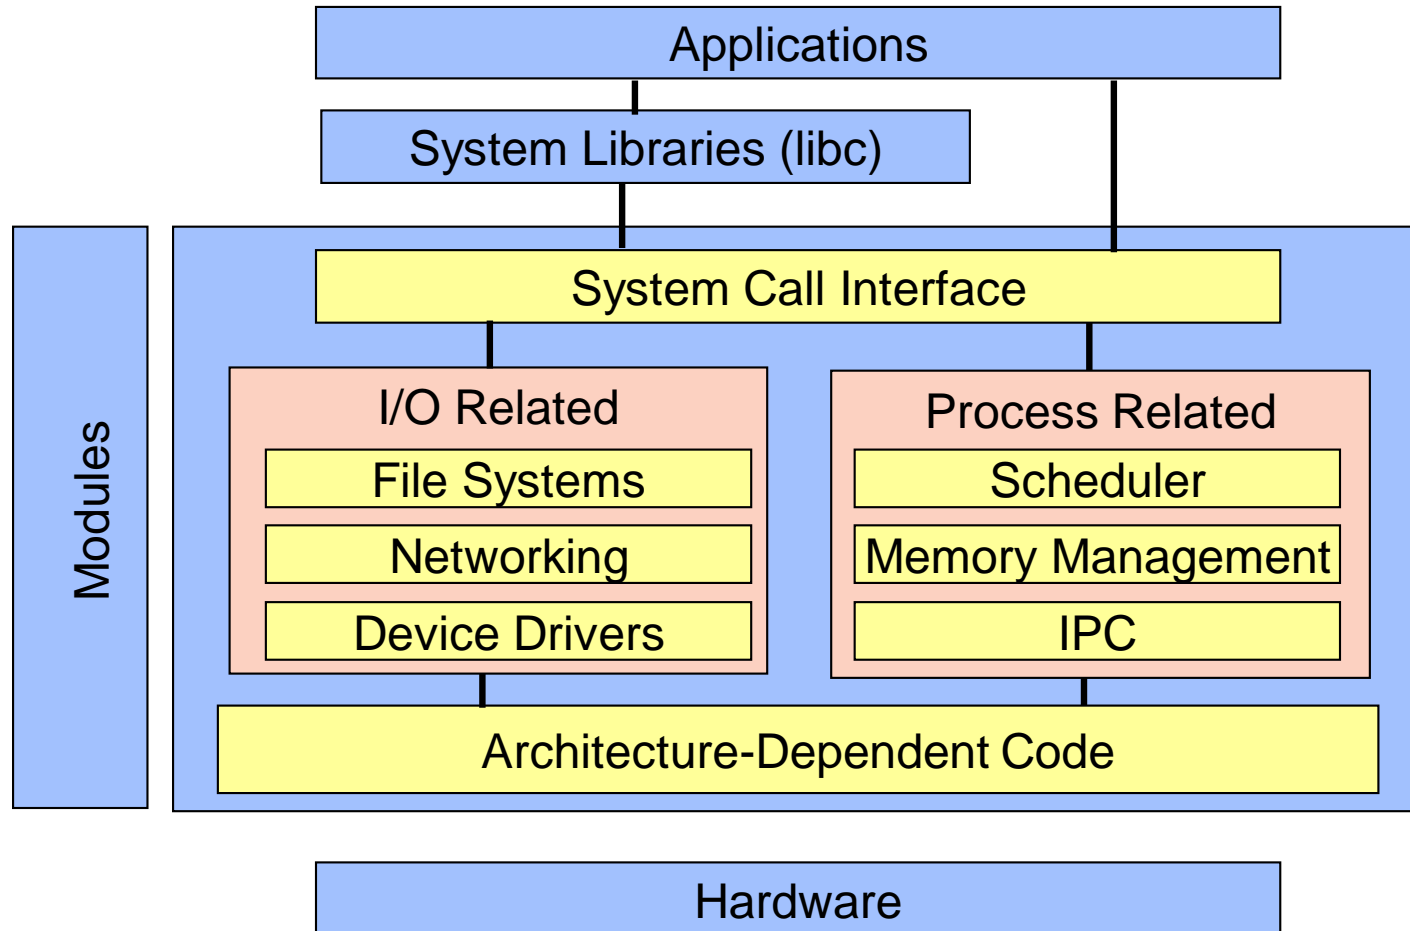 Applications
System Libraries (libc)
Modules
System Call Interface
I/O Related
File Systems
Networking
Device Drivers
Process Related
Scheduler
Memory Management
IPC
Architecture-Dependent Code
Hardware